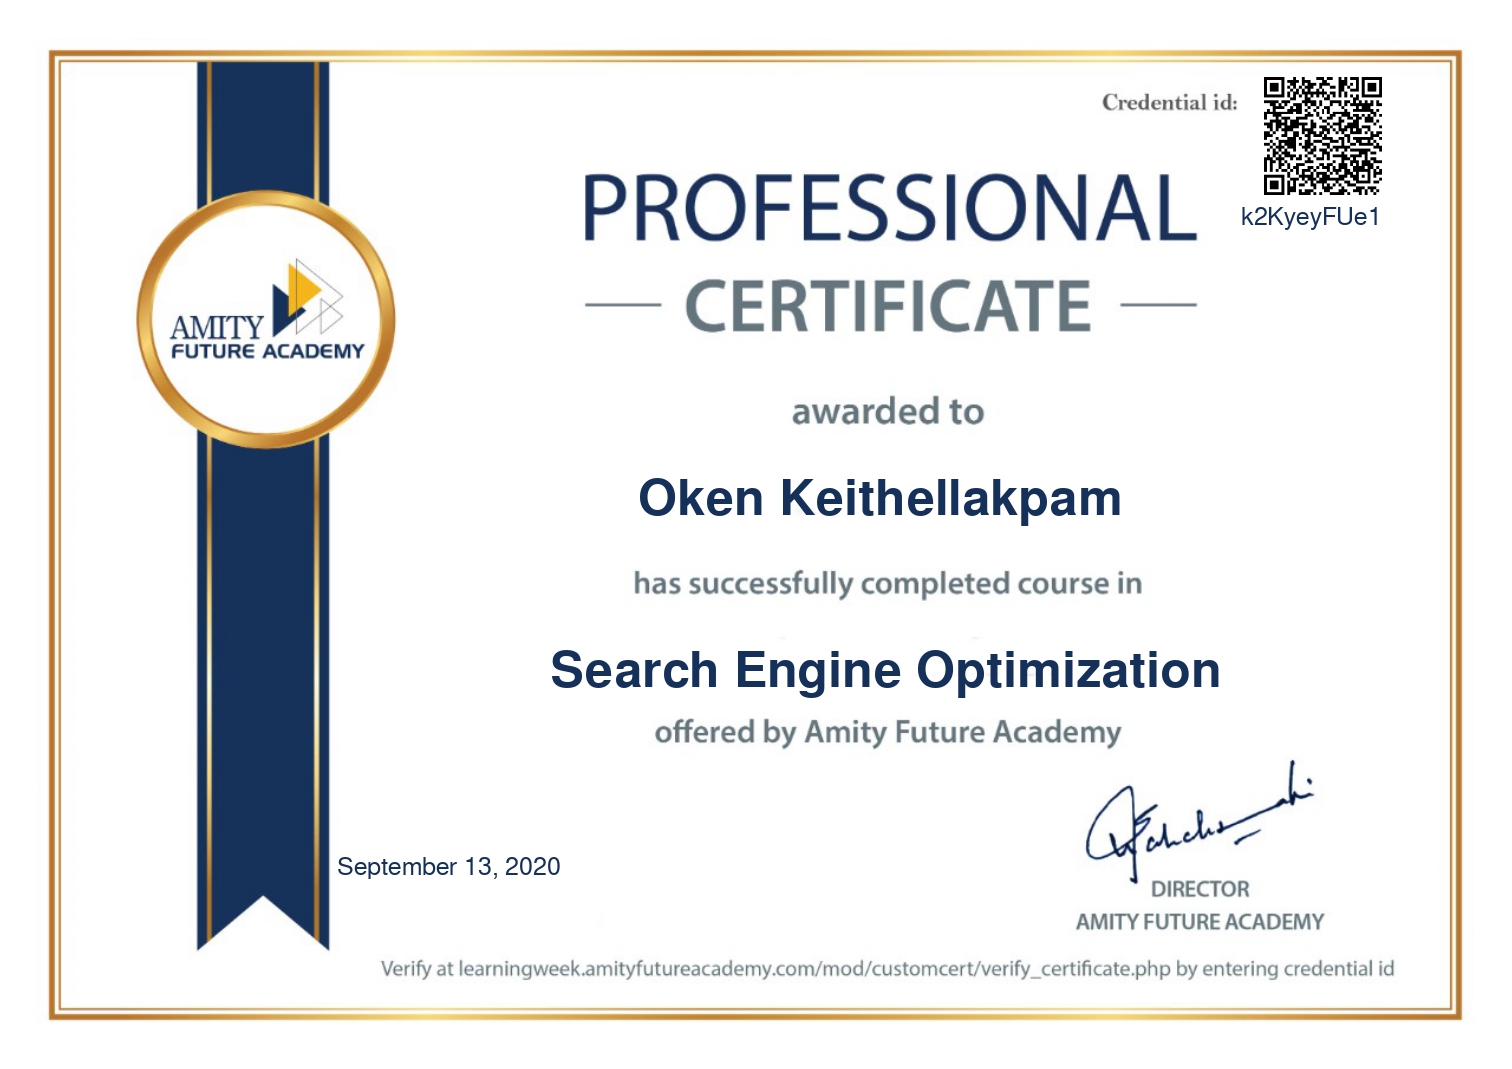 Credential id:
k2KyeyFUe1
PROFESSIONAL
CERTIFICATE
AMITY
FUTURE ACADEMY
awarded to
Oken Keithellakpam
has successfully completed course in
Search Engine Optimization
offered by Amity Future Academy
September 13, 2020
DIRECTOR
AMITY FUTURE ACADEMY
Verify at learningweek.amityfutureacademy.com/mod/customcert/verify_certificate.php by entering credential id